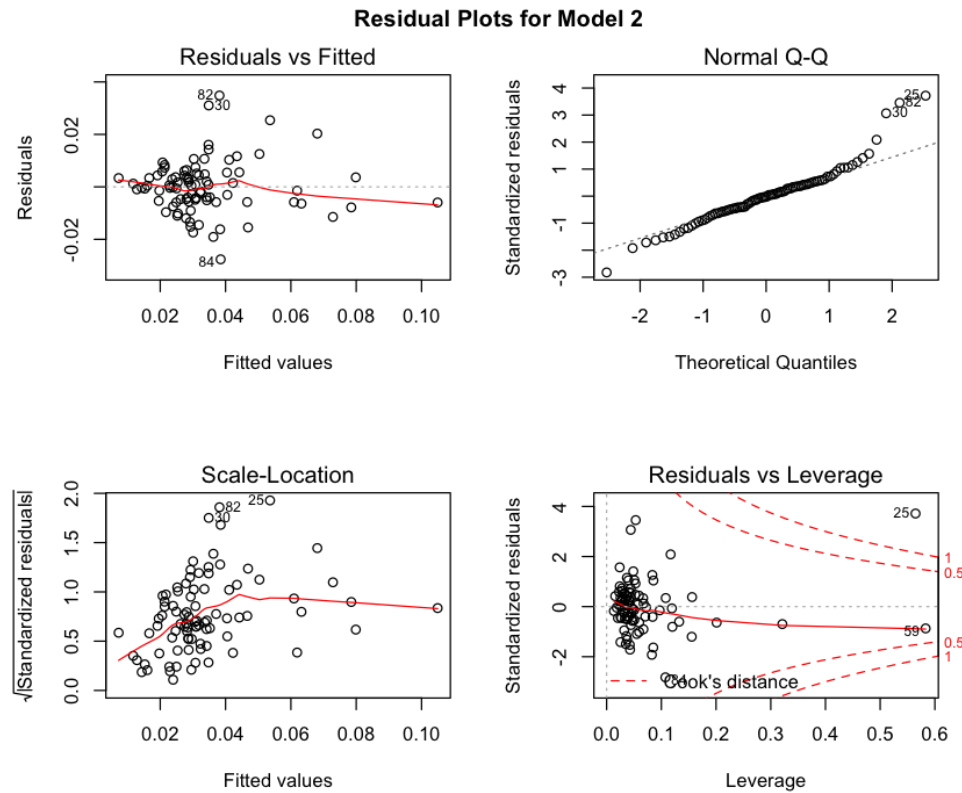 Residual Plots for Model 2
Residuals vs Fitted
Residuals
-0.02
0.02
82
30
84
0.02 0.04 0.06 0.08 0.10
Fitted values
Normal Q-Q
Standardized residuals
-3 -1 0 1 2 3 4
25
82
30
-2 -1 0 1 2
Theoretical Quantiles
Scale-Location
√|Standardized residuals|
0.0 0.5 1.0 1.5 2.0
82
25
30
0.02 0.04 0.06 0.08 0.10
Fitted values
Residuals vs Leverage
Standardized residuals
-2 0 2 4
25
59
1
0.5
0.5
1
Cook's distance
0.0 0.1 0.2 0.3 0.4 0.5 0.6
Leverage